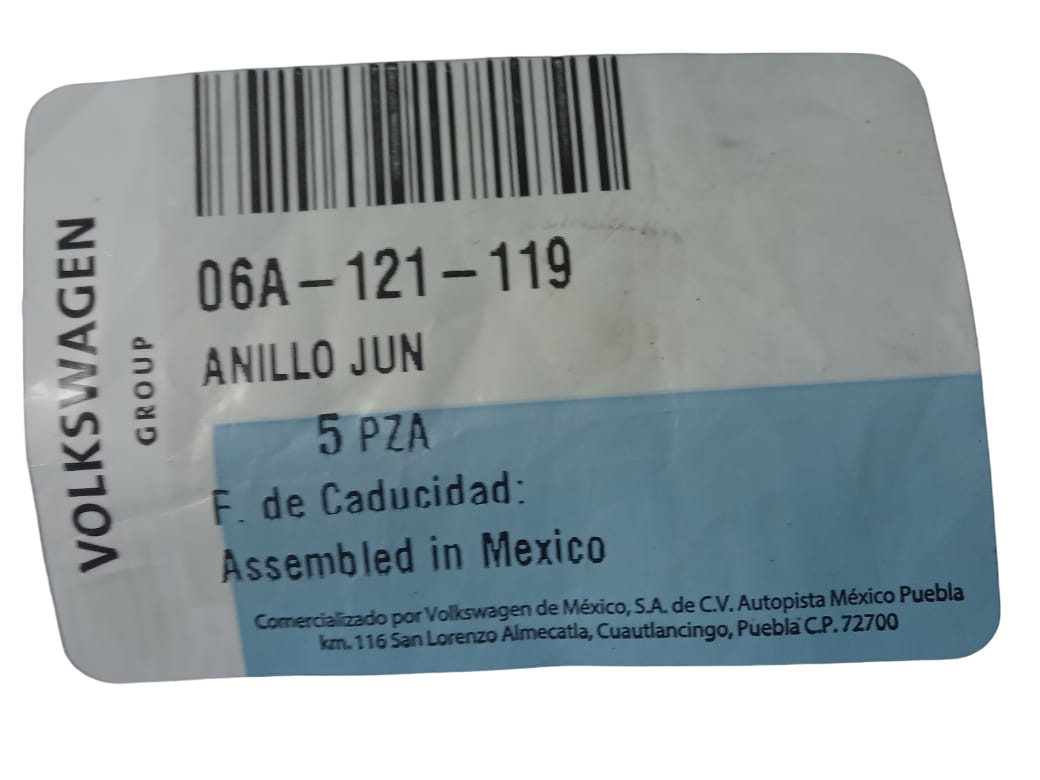 VOLKSWAGEN
GROUP
06A-121-119
ANILLO JUN
5 PZA
F. de Caducidad:
Assembled in Mexico
Comercializado por Volkswagen de México, S.A. de C.V. Autopista México Puebla
km. 116 San Lorenzo Almecatla, Cuautlancingo, Puebla C.P. 72700